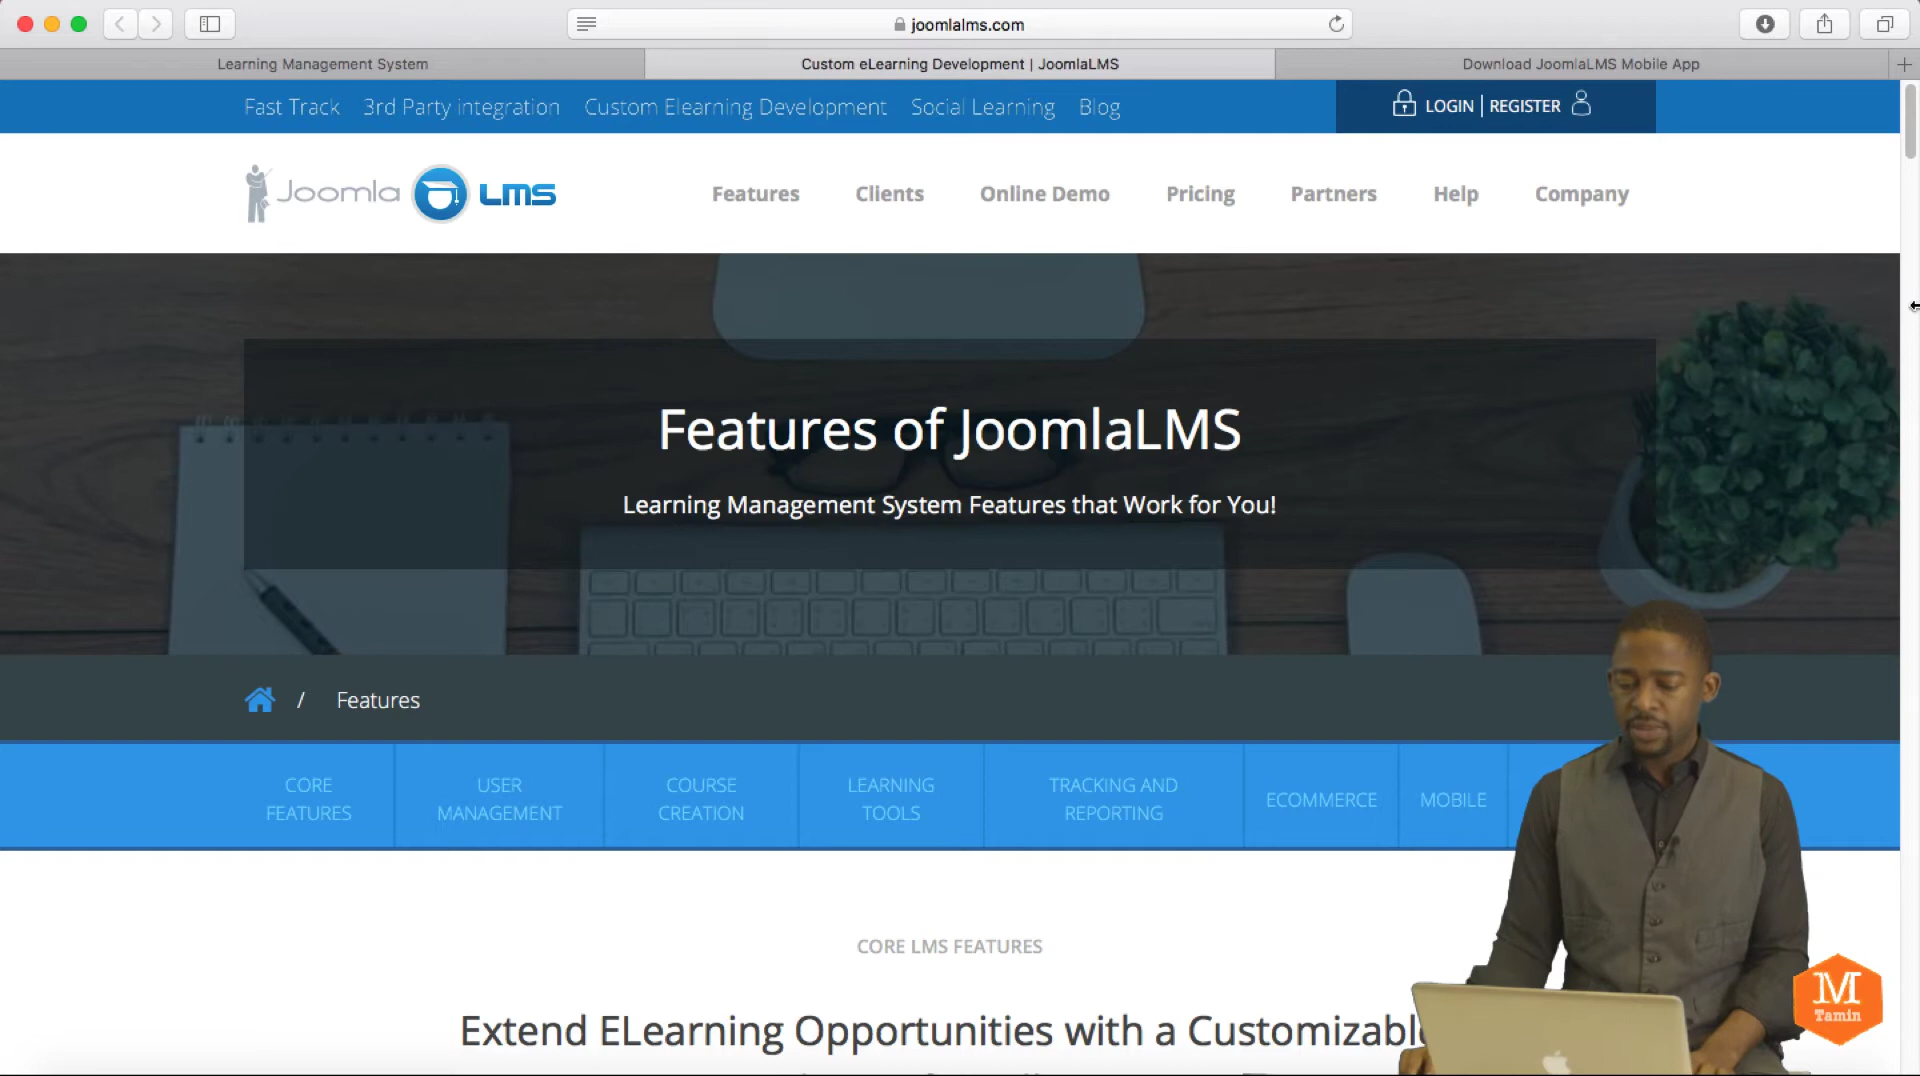 joomlalms.com
Learning Management System
Custom eLearning Development | JoomlaLMS
Download JoomlaLMS Mobile App
Fast Track 3rd Party integration Custom Elearning Development Social Learning Blog
LOGIN | REGISTER
Joomla LMS
Features Clients Online Demo Pricing Partners Help Company
Features of JoomlaLMS
Learning Management System Features that Work for You!
/ Features
CORE
FEATURES
USER
MANAGEMENT
COURSE
CREATION
LEARNING
TOOLS
TRACKING AND
REPORTING
ECOMMERCE
MOBILE
CORE LMS FEATURES
Extend ELearning Opportunities with a
M
Tamin